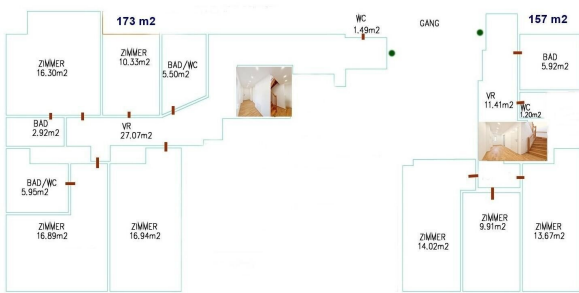 173 m2
WC
1.49m2
GANG
157 m2
ZIMMER
16.30m2
ZIMMER
10.33m2
BAD/WC
5.50m2
BAD
5.92m2
VR
11.41m2
WC
1.20m2
BAD
2.92m2
VR
27.07m2
BAD/WC
5.95m2
ZIMMER
16.89m2
ZIMMER
16.94m2
ZIMMER
14.02m2
ZIMMER
9.91m2
ZIMMER
13.67m2